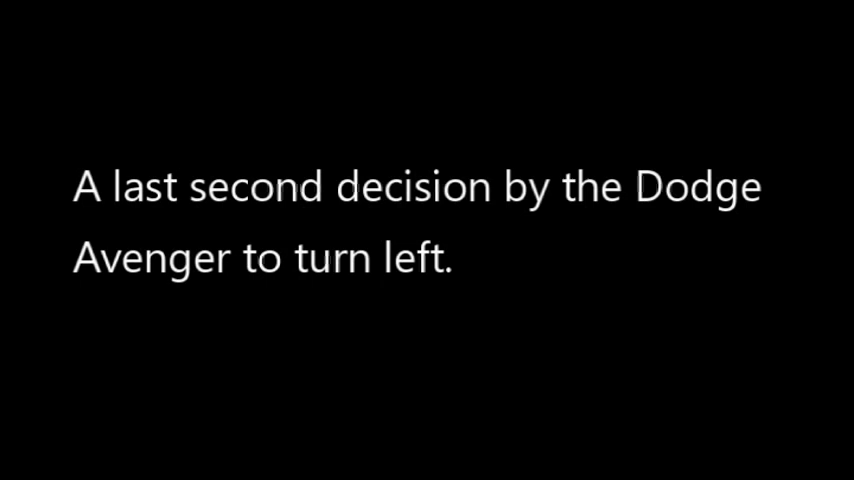 A last second decision by the Dodge
Avenger to turn left.